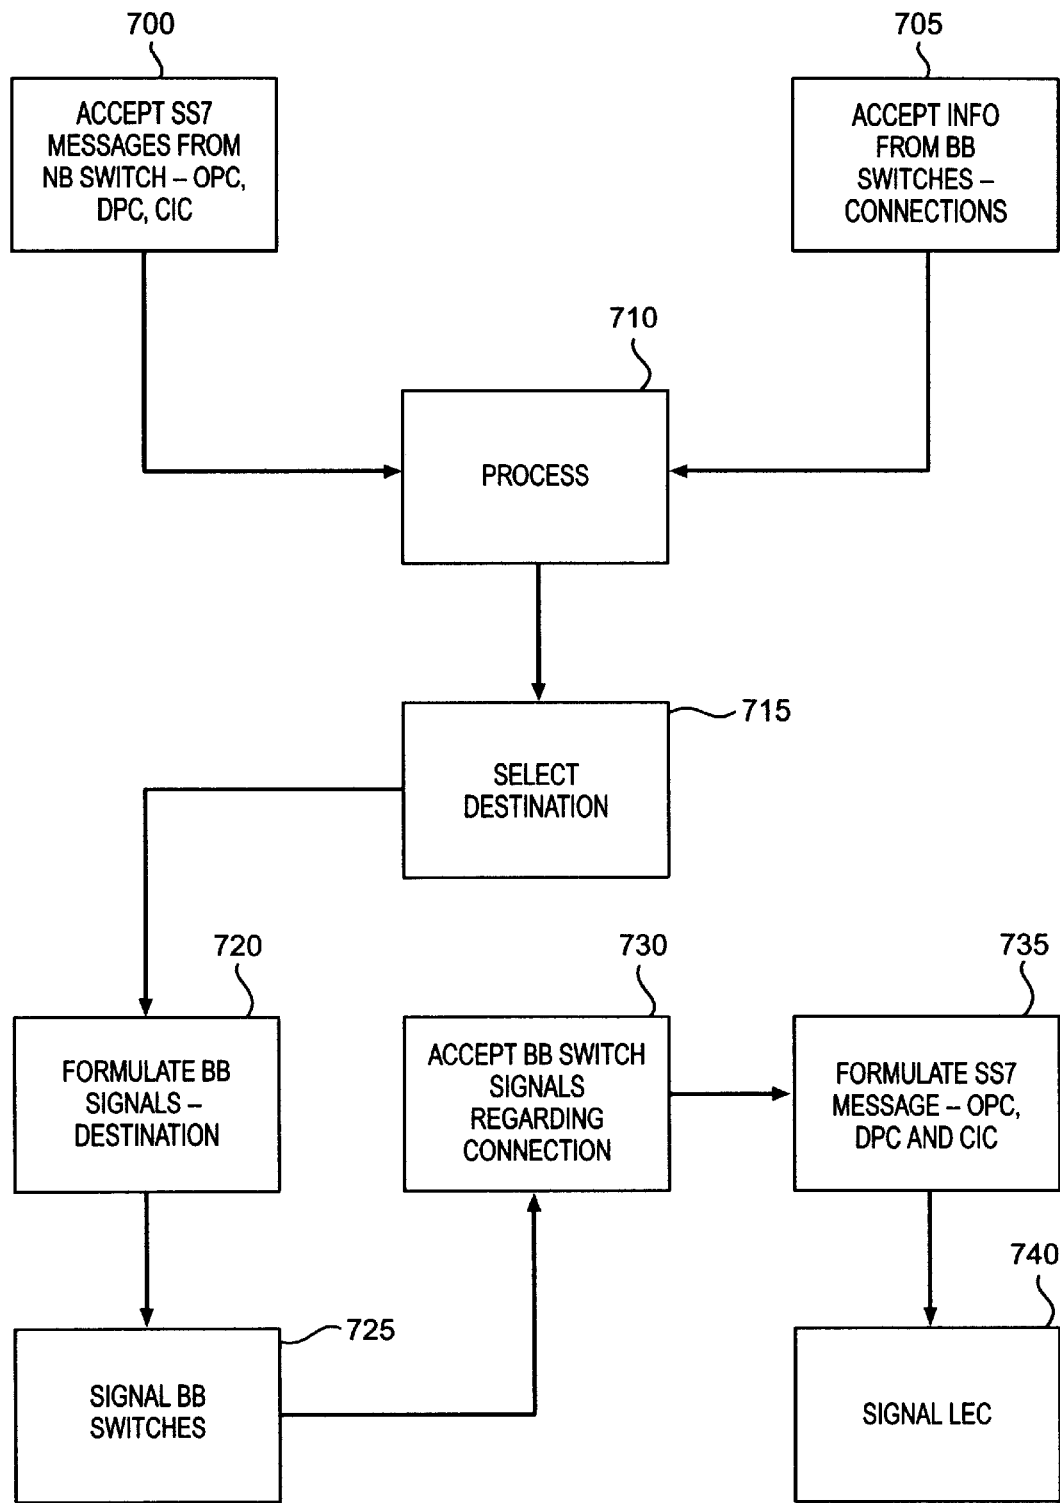 700
ACCEPT SS7
MESSAGES FROM
NB SWITCH – OPC,
DPC, CIC
705
ACCEPT INFO
FROM BB
SWITCHES –
CONNECTIONS
710
PROCESS
715
SELECT
DESTINATION
720
FORMULATE BB
SIGNALS –
DESTINATION
725
SIGNAL BB
SWITCHES
730
ACCEPT BB SWITCH
SIGNALS
REGARDING
CONNECTION
735
FORMULATE SS7
MESSAGE – OPC,
DPC AND CIC
740
SIGNAL LEC